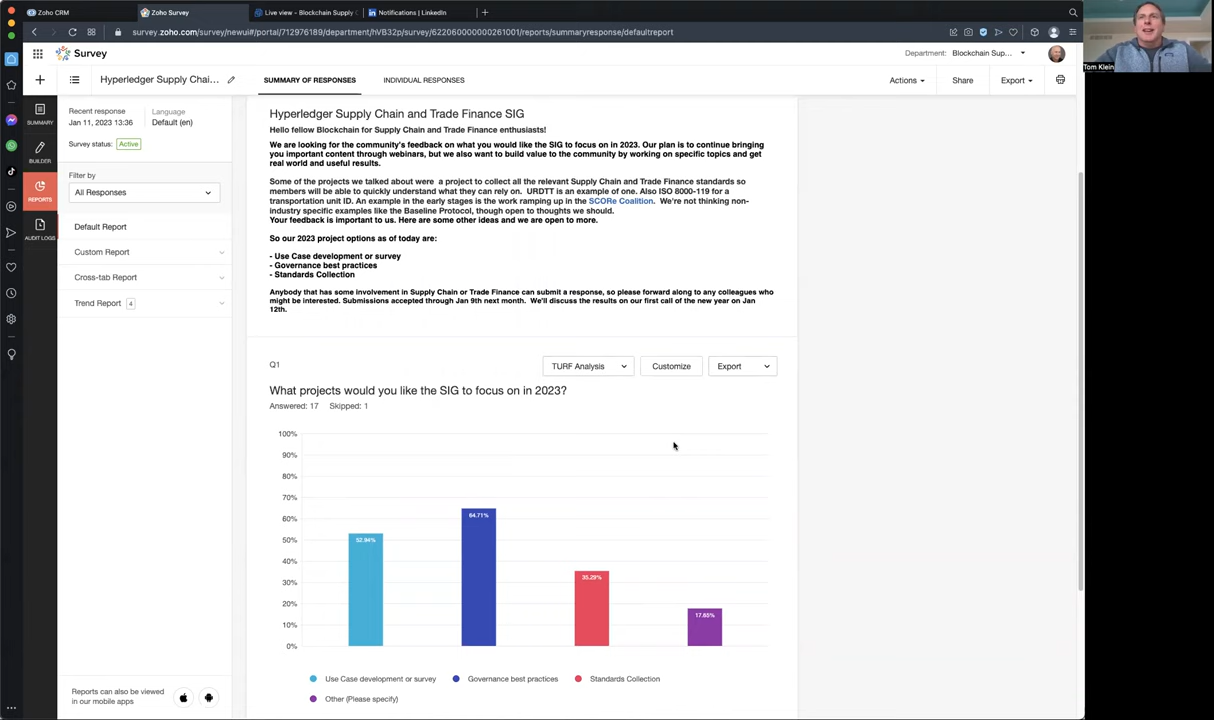 Zoho CRM
Zoho Survey
Live view - Blockchain Supply C
Notifications | LinkedIn
survey.zoho.com/survey/newui#/portal/712976189/department/hVB32p/survey/622060000000261001/reports/summaryresponse/defaultreport
Tom Klein
Survey
Department: Blockchain Sup...
Hyperledger Supply Chai...
SUMMARY OF RESPONSES
INDIVIDUAL RESPONSES
Actions
Share
Export
SUMMARY
BUILDER
REPORTS
AUDIT LOGS
Recent response
Jan 11, 2023 13:36
Language
Default (en)
Survey status: Active
Filter by
All Responses
Default Report
Custom Report
Cross-tab Report
Trend Report 4
Reports can also be viewed
in our mobile apps
Hyperledger Supply Chain and Trade Finance SIG
Hello fellow Blockchain for Supply Chain and Trade Finance enthusiasts!
We are looking for the community's feedback on what you would like the SIG to focus on in 2023. Our plan is to continue bringing
you important content through webinars, but we also want to build value to the community by working on specific topics and get
real world and useful results.
Some of the projects we talked about were a project to collect all the relevant Supply Chain and Trade Finance standards so
members will be able to quickly understand what they can rely on. URDTT is an example of one. Also ISO 8000-119 for a
transportation unit ID. An example in the early stages is the work ramping up in the SCORe Coalition. We're not thinking non-
industry specific examples like the Baseline Protocol, though open to thoughts we should.
Your feedback is important to us. Here are some other ideas and we are open to more.
So our 2023 project options as of today are:
- Use Case development or survey
- Governance best practices
- Standards Collection
Anybody that has some involvement in Supply Chain or Trade Finance can submit a response, so please forward along to any colleagues who
might be interested. Submissions accepted through Jan 9th next month. We'll discuss the results on our first call of the new year on Jan
12th.
Q1
TURF Analysis
Customize
Export
What projects would you like the SIG to focus on in 2023?
Answered: 17 Skipped: 1
100%
90%
80%
70%
60%
50%
40%
30%
20%
10%
0%
52.94%
64.71%
35.29%
17.65%
Use Case development or survey
Governance best practices
Standards Collection
Other (Please specify)